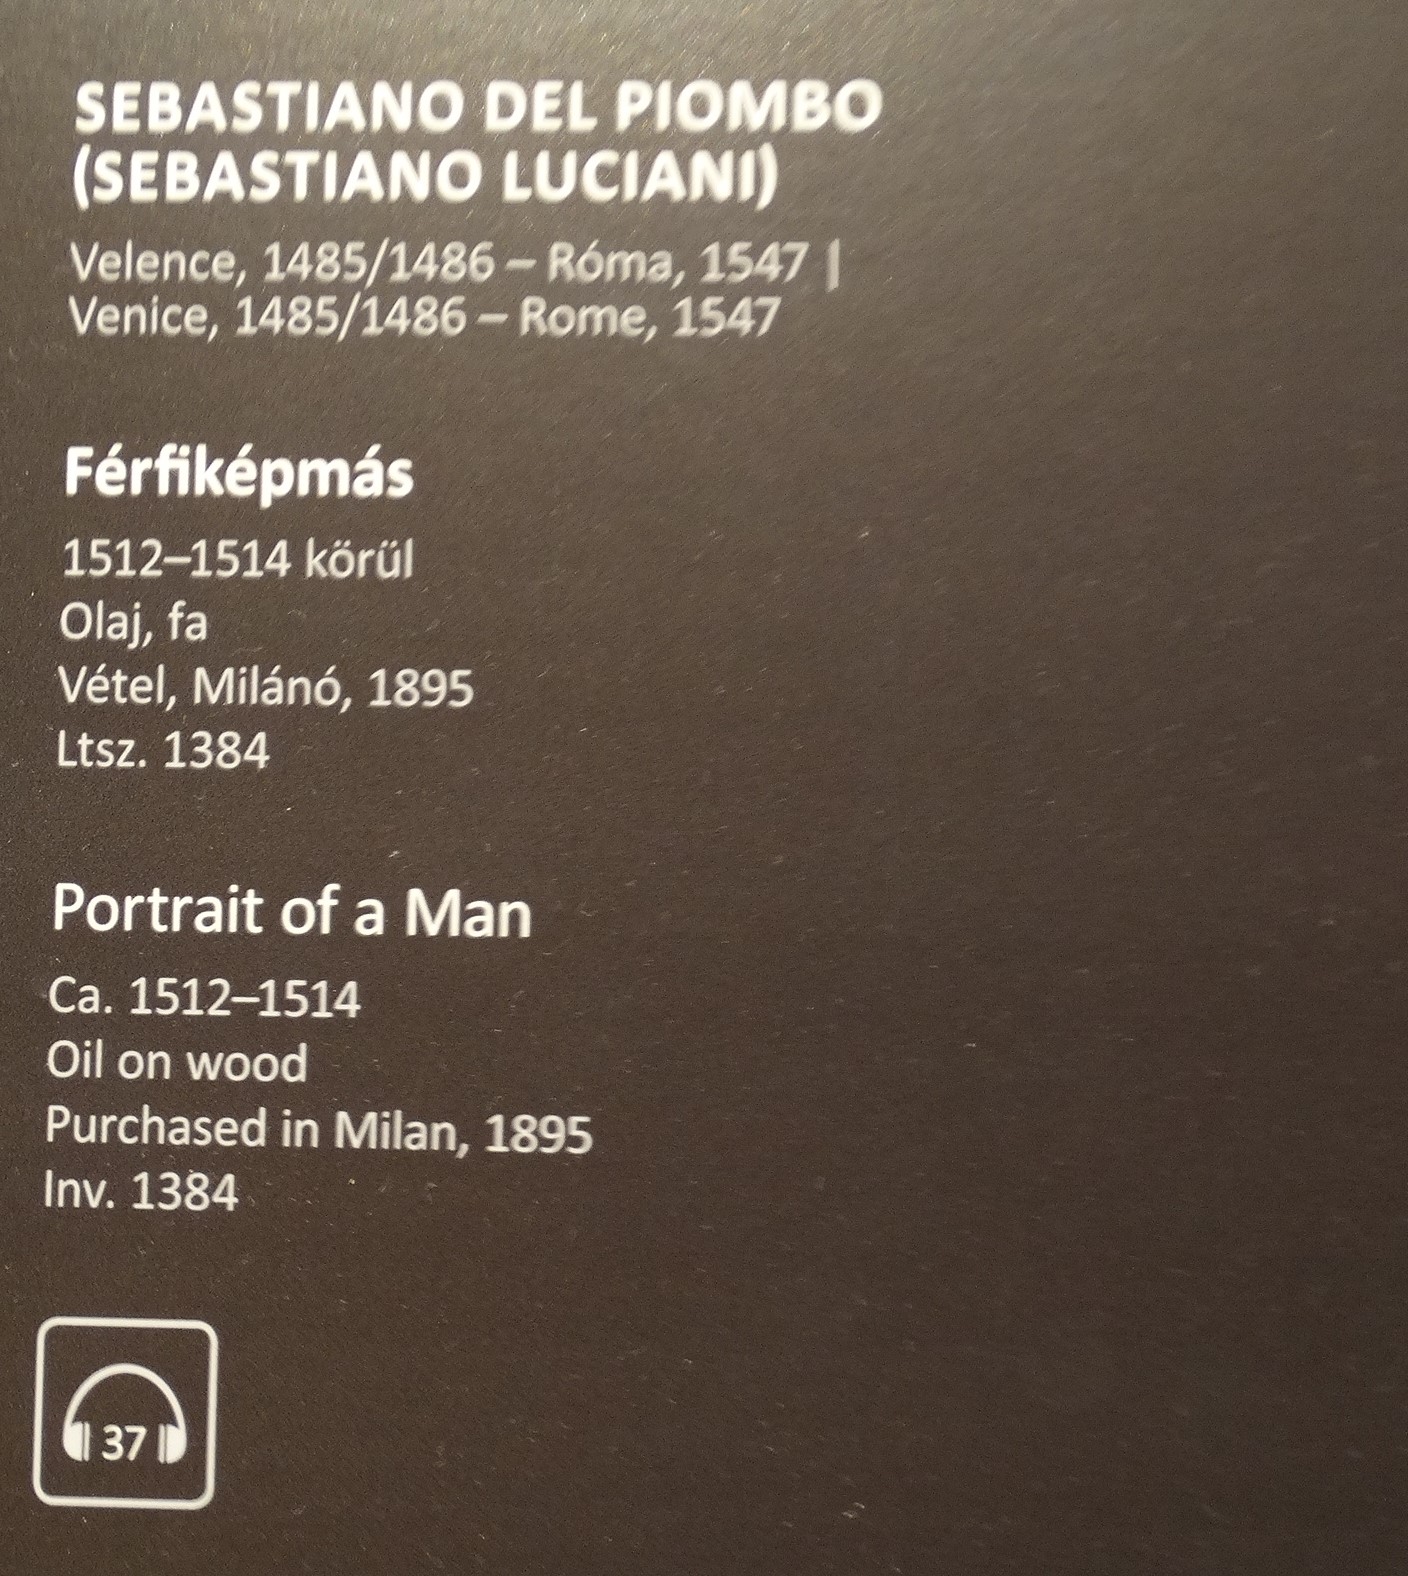 SEBASTIANO DEL PIOMBO
(SEBASTIANO LUCIANI)
Velence, 1485/1486 – Róma, 1547 |
Venice, 1485/1486 – Rome, 1547
Férfiképmás
1512–1514 körül
Olaj, fa
Vétel, Milánó, 1895
Ltsz. 1384
Portrait of a Man
Ca. 1512–1514
Oil on wood
Purchased in Milan, 1895
Inv. 1384
37